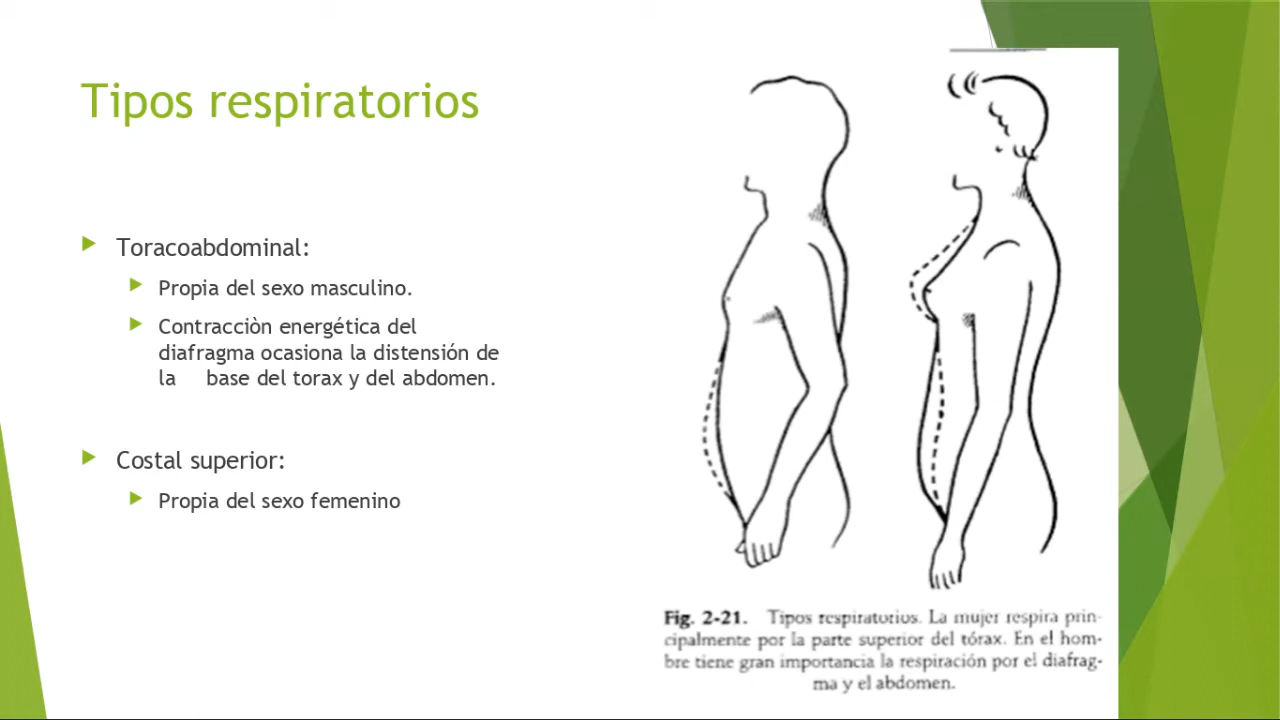 Tipos respiratorios
Toracoabdominal:
Propia del sexo masculino.
Contracciòn energética del
diafragma ocasiona la distensión de
la base del torax y del abdomen.
Costal superior:
Propia del sexo femenino
Fig. 2-21. Tipos respiratorios. La mujer respira prin-
cipalmente por la parte superior del tórax. En el hom-
bre tiene gran importancia la respiración por el diafrag-
ma y el abdomen.